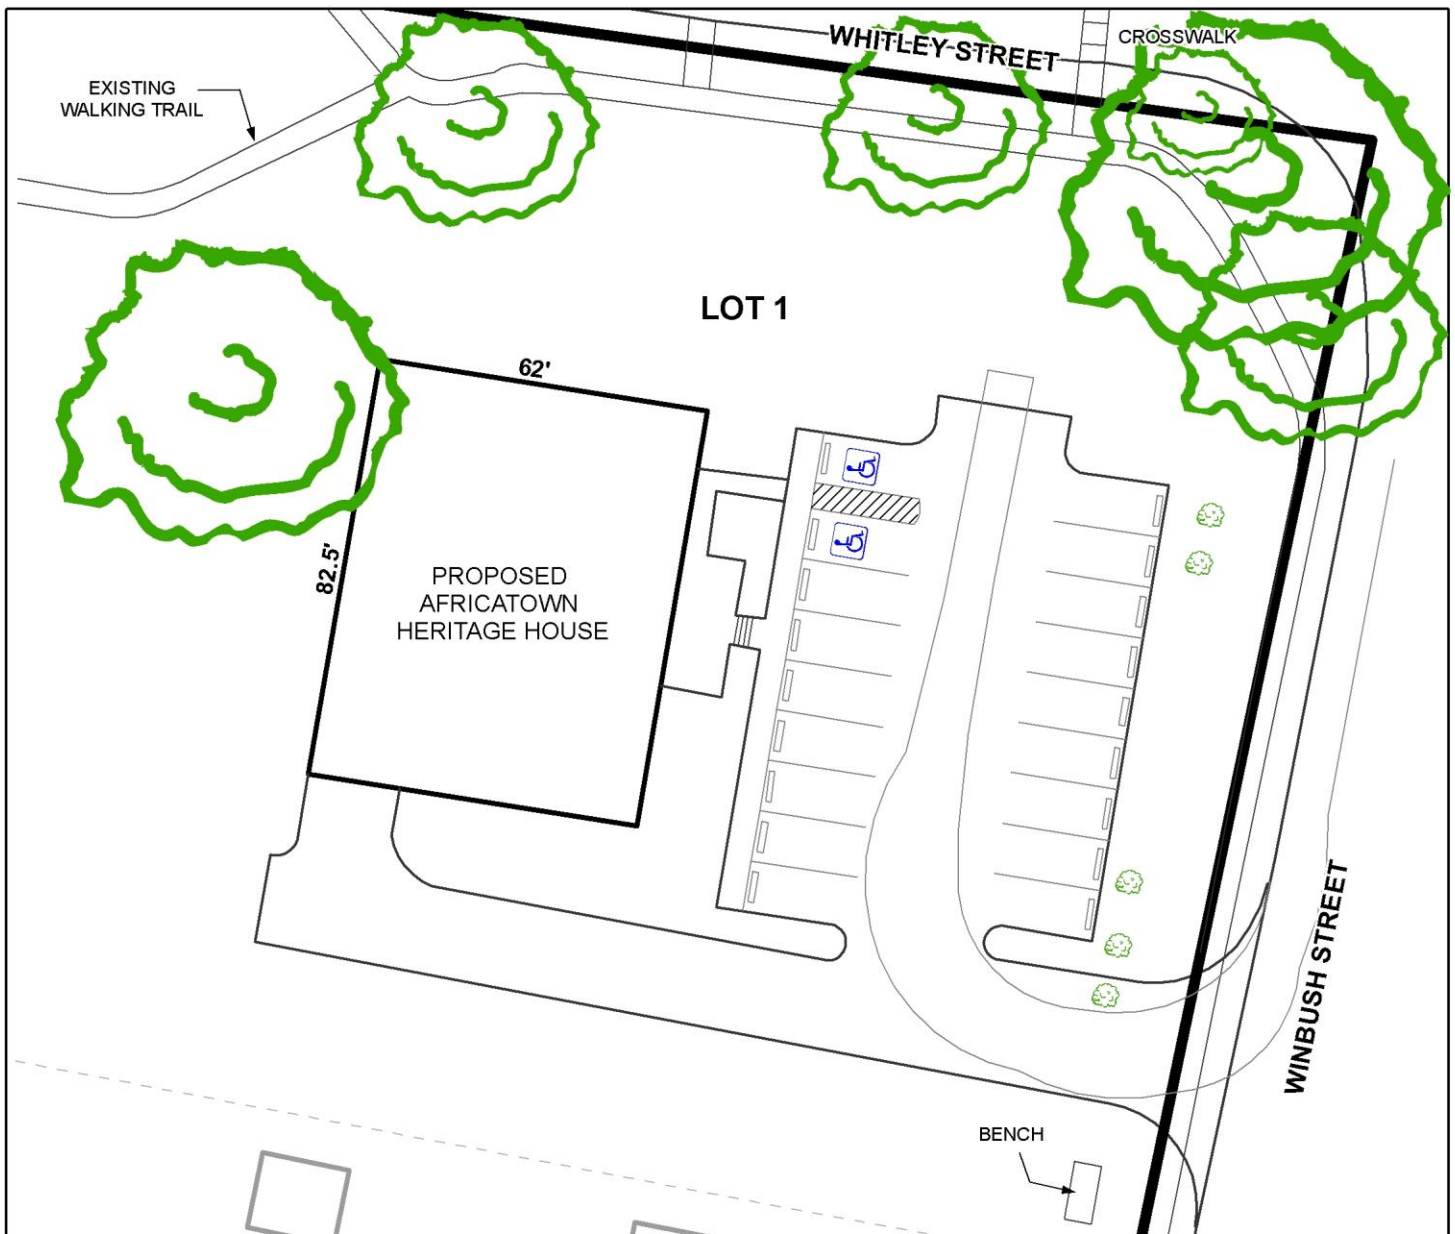 WHITLEY STREET
CROSSWALK
EXISTING
WALKING TRAIL
LOT 1
62'
82.5'
PROPOSED
AFRICATOWN
HERITAGE HOUSE
WINBUSH STREET
BENCH